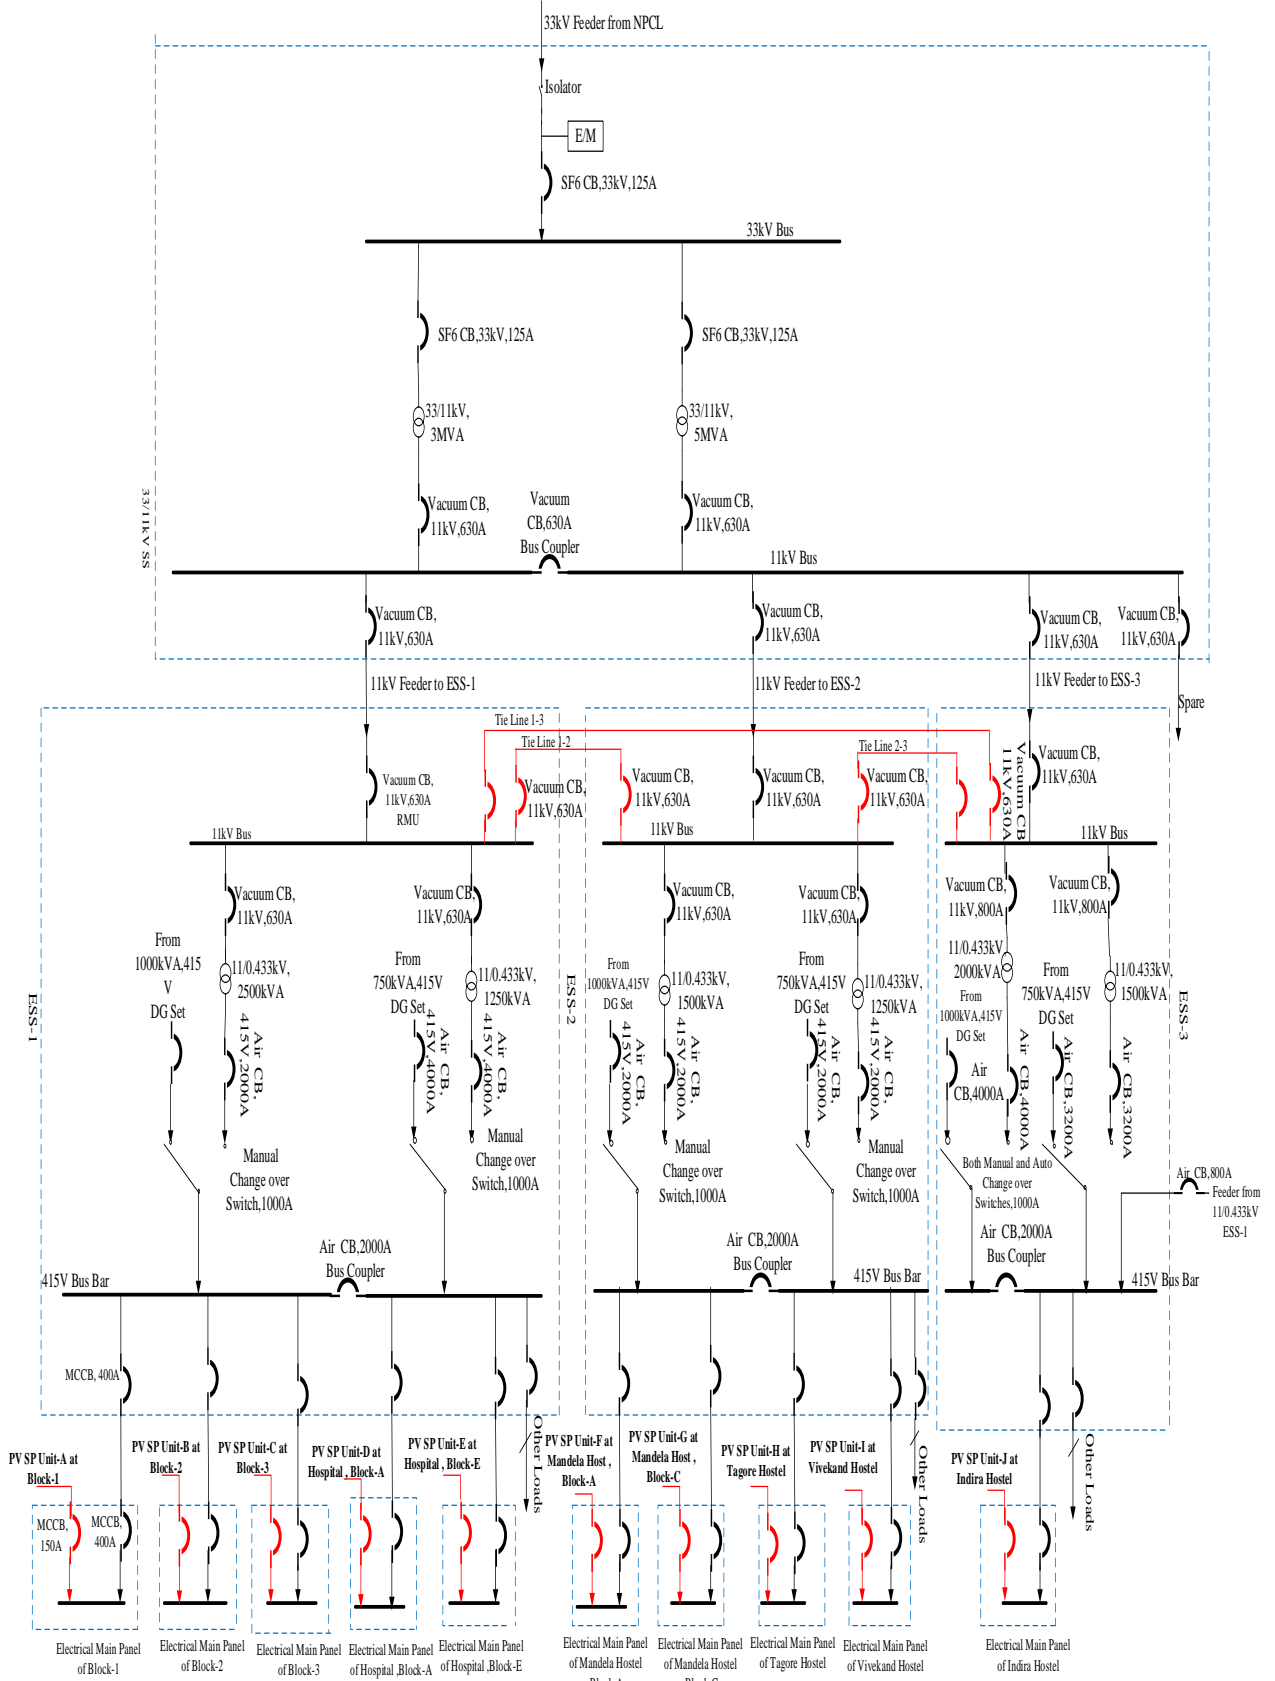 33kV Feeder from NPCL
Isolator
E/M
SF6 CB,33kV,125A
33kV Bus
SF6 CB,33kV,125A
SF6 CB,33kV,125A
33/11kV,
3MVA
33/11kV,
5MVA
Vacuum CB,
11kV,630A
Vacuum
CB,630A
Bus Coupler
Vacuum CB,
11kV,630A
33/11kV SS
11kV Bus
Vacuum CB,
11kV,630A
Vacuum CB,
11kV,630A
Vacuum CB,
11kV,630A
Vacuum CB,
11kV,630A
11kV Feeder to ESS-1
11kV Feeder to ESS-2
11kV Feeder to ESS-3
Spare
Tie Line 1-3
Tie Line 1-2
Tie Line 2-3
Vacuum CB,
11kV,630A
RMU
Vacuum CB,
11kV,630A
Vacuum CB,
11kV,630A
Vacuum CB,
11kV,630A
Vacuum CB,
11kV,630A
Vacuum CB
11kV,630A
Vacuum CB,
11kV,630A
11kV Bus
11kV Bus
11kV Bus
Vacuum CB,
11kV,630A
Vacuum CB,
11kV,630A
Vacuum CB,
11kV,630A
Vacuum CB,
11kV,630A
Vacuum CB,
11kV,800A
Vacuum CB,
11kV,800A
From
1000kVA,415
V
DG Set
11/0.433kV,
2500kVA
From
750kVA,415V
DG Set
11/0.433kV,
1250kVA
From
1000kVA,415V
DG Set
11/0.433kV,
1500kVA
From
750kVA,415V
DG Set
11/0.433kV,
1250kVA
11/0.433kV,
2000kVA
From
1000kVA,415V
DG Set
From
750kVA,415V
DG Set
11/0.433kV,
1500kVA
ESS-1
ESS-2
ESS-3
Air CB,
415V,2000A
Air CB,
415V,4000A
Air CB,
415V,4000A
Air CB,
415V,2000A
Air CB,
415V,2000A
Air CB,
415V,2000A
Air CB,
415V,2000A
Air
CB,4000A
Air CB,4000A
Air CB,3200A
Air CB,3200A
Manual
Change over
Switch,1000A
Manual
Change over
Switch,1000A
Manual
Change over
Switch,1000A
Manual
Change over
Switch,1000A
Both Manual and Auto
Change over
Switches,1000A
Air CB,800A
Feeder from
11/0.433kV
ESS-1
Air CB,2000A
Bus Coupler
Air CB,2000A
Bus Coupler
Air CB,2000A
Bus Coupler
415V Bus Bar
415V Bus Bar
415V Bus Bar
MCCB, 400A
Other Loads
Other Loads
Other Loads
PV SP Unit-A at
Block-1
PV SP Unit-B at
Block-2
PV SP Unit-C at
Block-3
PV SP Unit-D at
Hospital , Block-A
PV SP Unit-E at
Hospital , Block-E
PV SP Unit-F at
Mandela Host ,
Block-A
PV SP Unit-G at
Mandela Host ,
Block-C
PV SP Unit-H at
Tagore Hostel
PV SP Unit-I at
Vivekand Hostel
PV SP Unit-J at
Indira Hostel
MCCB,
150A
MCCB,
400A
Electrical Main Panel
of Block-1
Electrical Main Panel
of Block-2
Electrical Main Panel
of Block-3
Electrical Main Panel
of Hospital ,Block-A
Electrical Main Panel
of Hospital ,Block-E
Electrical Main Panel
of Mandela Hostel
Electrical Main Panel
of Mandela Hostel
Electrical Main Panel
of Tagore Hostel
Electrical Main Panel
of Vivekand Hostel
Electrical Main Panel
of Indira Hostel